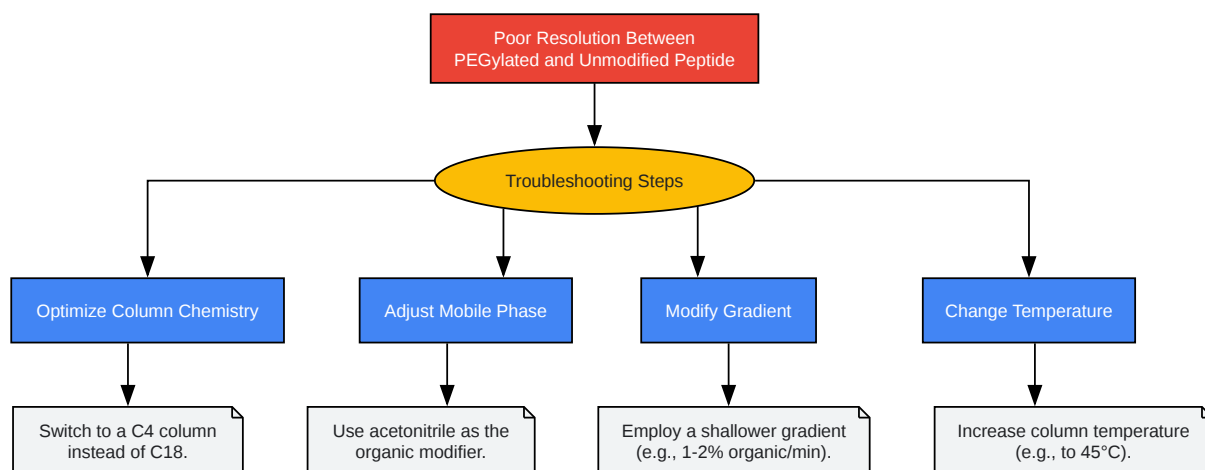 Poor Resolution Between
PEGylated and Unmodified Peptide
Troubleshooting Steps
Optimize Column Chemistry
Adjust Mobile Phase
Modify Gradient
Change Temperature
Switch to a C4 column
instead of C18.
Use acetonitrile as the
organic modifier.
Employ a shallower gradient
(e.g., 1-2% organic/min).
Increase column temperature
(e.g., to 45°C).